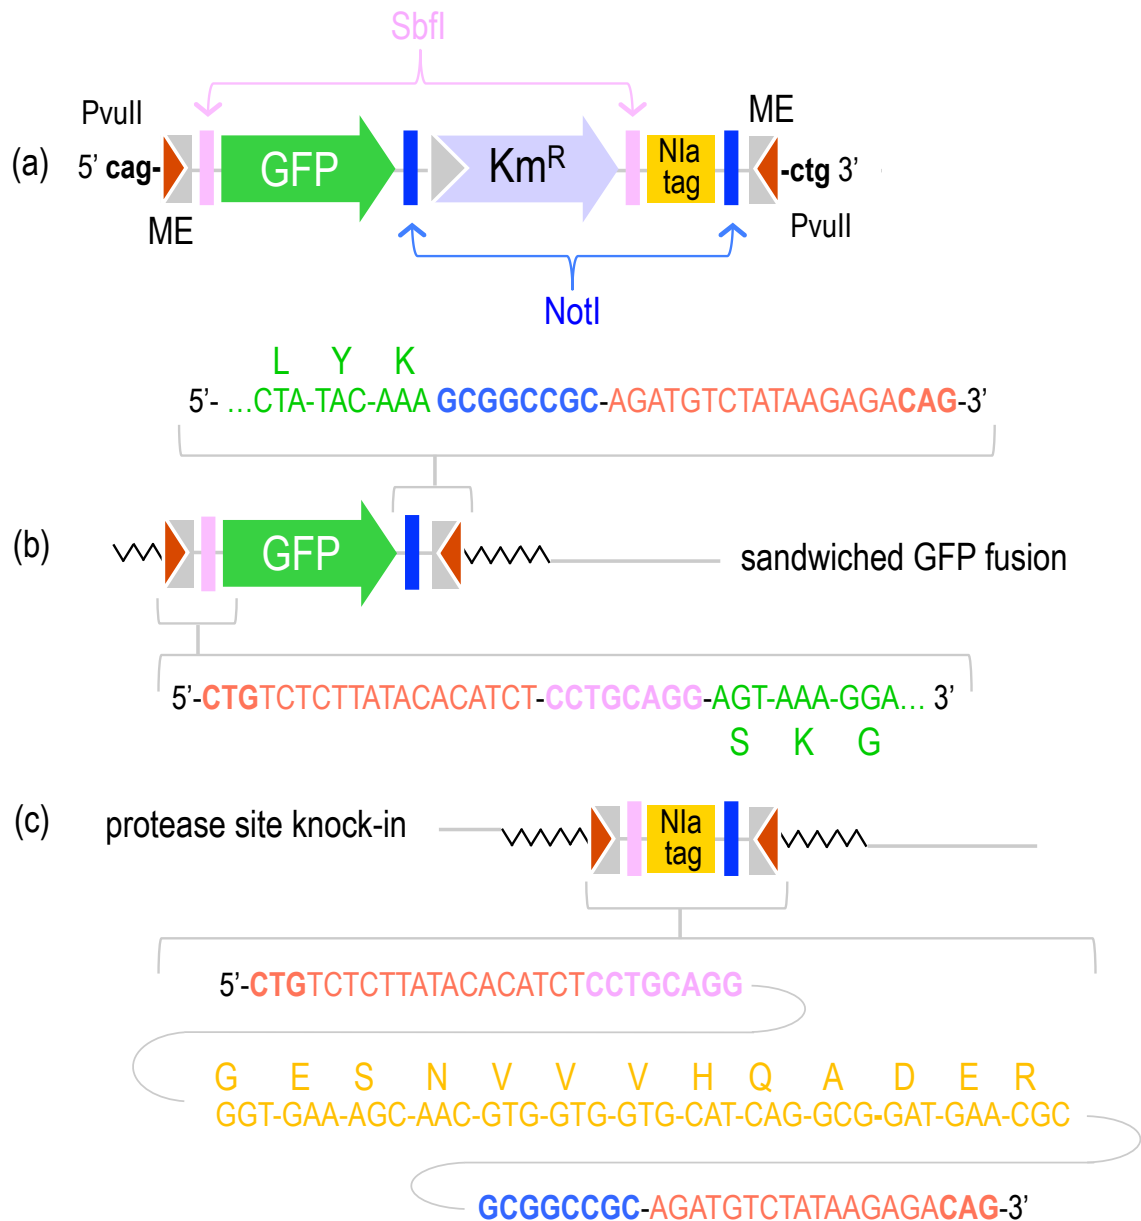 SbfI
PvuII
ME
(a)
5’ cag-
GFP
KmR
NIa
tag
-ctg 3’
ME
PvuII
NotI
L Y K
5’- ...CTA-TAC-AAA GCGGCCGC-AGATGTCTATAAGAGACAG-3’
(b)
GFP
sandwiched GFP fusion
5’-CTGTCTCTTATACACATCT-CCTGCAGG-AGT-AAA-GGA... 3’
S K G
(c)
protease site knock-in
NIa
tag
5’-CTGTCTCTTATACACATCTCCTGCAGG
G E S N V V V H Q A D E R
GGT-GAA-AGC-AAC-GTG-GTG-GTG-CAT-CAG-GCG-GAT-GAA-CGC
GCGGCCGC-AGATGTCTATAAGAGACAG-3’